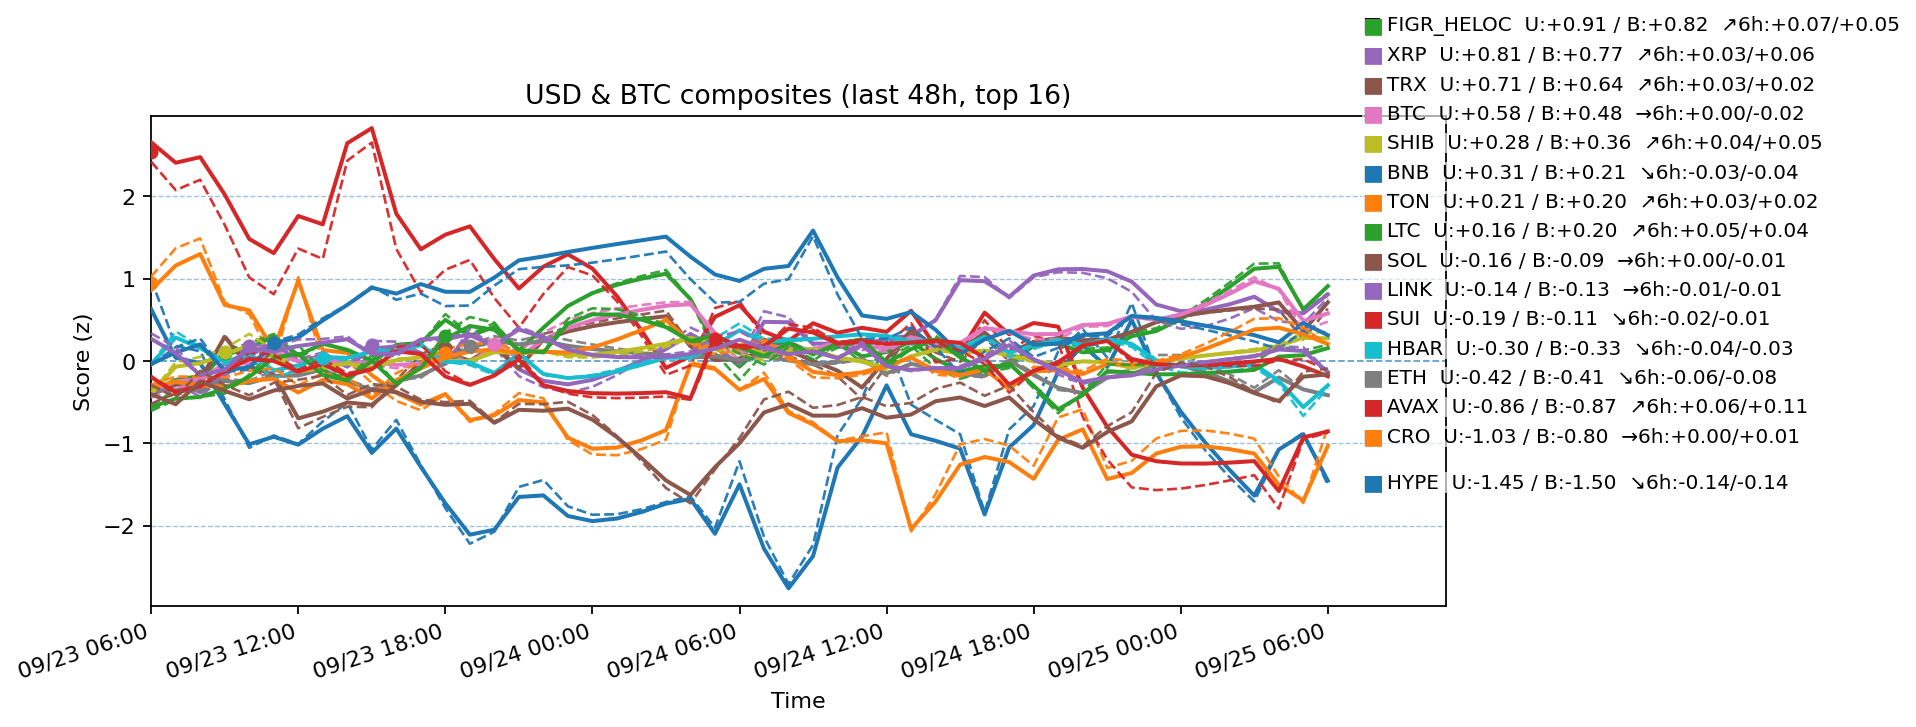 USD & BTC composites (last 48h, top 16)
FIGR_HELOC U:+0.91 / B:+0.82 ↗6h:+0.07/+0.05
XRP U:+0.81 / B:+0.77 ↗6h:+0.03/+0.06
TRX U:+0.71 / B:+0.64 ↗6h:+0.03/+0.02
BTC U:+0.58 / B:+0.48 →6h:+0.00/-0.02
SHIB U:+0.28 / B:+0.36 ↗6h:+0.04/+0.05
BNB U:+0.31 / B:+0.21 ↘6h:-0.03/-0.04
TON U:+0.21 / B:+0.20 ↗6h:+0.03/+0.02
LTC U:+0.16 / B:+0.20 ↗6h:+0.05/+0.04
SOL U:-0.16 / B:-0.09 →6h:+0.00/-0.01
LINK U:-0.14 / B:-0.13 →6h:-0.01/-0.01
SUI U:-0.19 / B:-0.11 ↘6h:-0.02/-0.01
HBAR U:-0.30 / B:-0.33 ↘6h:-0.04/-0.03
ETH U:-0.42 / B:-0.41 ↘6h:-0.06/-0.08
AVAX U:-0.86 / B:-0.87 ↗6h:+0.06/+0.11
CRO U:-1.03 / B:-0.80 →6h:+0.00/+0.01
HYPE U:-1.45 / B:-1.50 ↘6h:-0.14/-0.14
Score (z)
2
1
0
−1
−2
09/23 06:00
09/23 12:00
09/23 18:00
09/24 00:00
09/24 06:00
09/24 12:00
09/24 18:00
09/25 00:00
09/25 06:00
Time